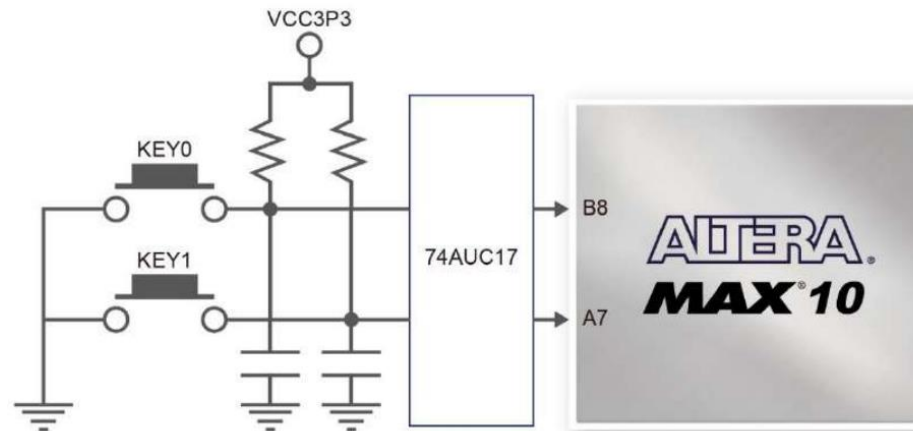 VCC3P3
KEY0
KEY1
74AUC17
B8
A7
ALTERA®
MAX®10